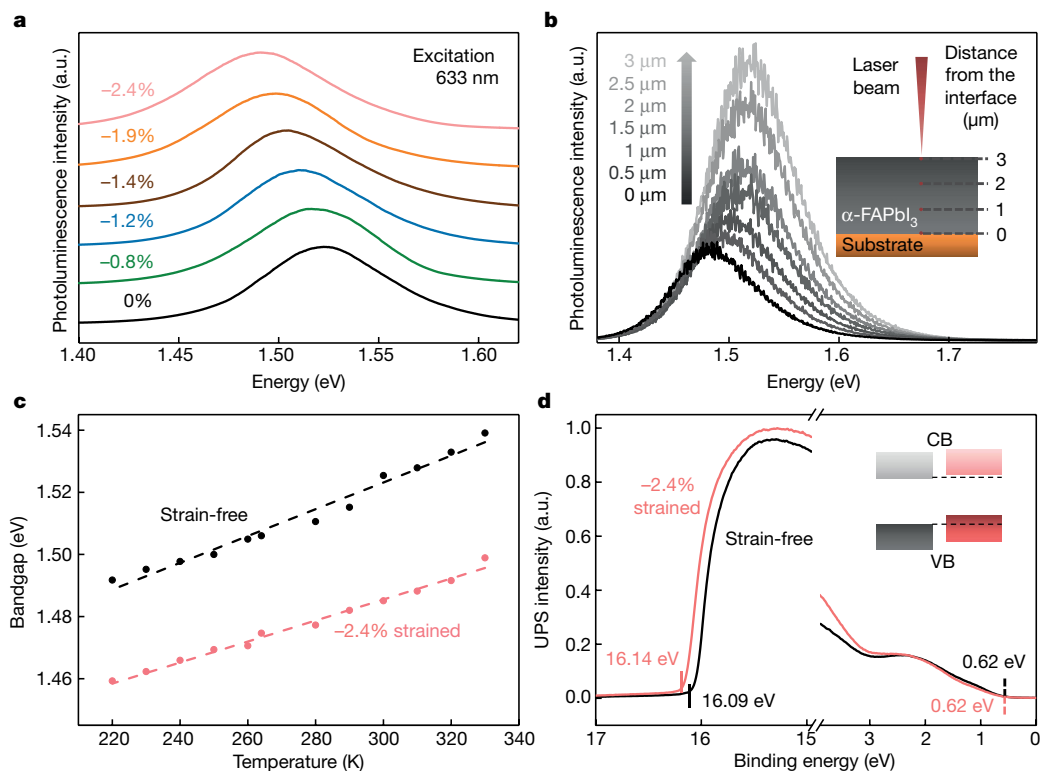 a
Excitation
633 nm
–2.4%
–1.9%
–1.4%
–1.2%
–0.8%
0%
Photoluminescence intensity (a.u.)
1.40 1.45 1.50 1.55 1.60
Energy (eV)
b
3 μm
2.5 μm
2 μm
1.5 μm
1 μm
0.5 μm
0 μm
Laser
beam
Distance
from the
interface
(μm)
3
2
1
0
α-FAPbI3
Substrate
Photoluminescence intensity (a.u.)
1.4 1.5 1.6 1.7
Energy (eV)
c
1.54
1.52
1.50
1.48
1.46
Bandgap (eV)
Strain-free
–2.4% strained
220 240 260 280 300 320 340
Temperature (K)
d
1.0
0.8
0.6
0.4
0.2
0.0
UPS intensity (a.u.)
–2.4%
strained
Strain-free
CB
VB
16.14 eV
16.09 eV
0.62 eV
0.62 eV
17 16 15 3 2 1 0
Binding energy (eV)